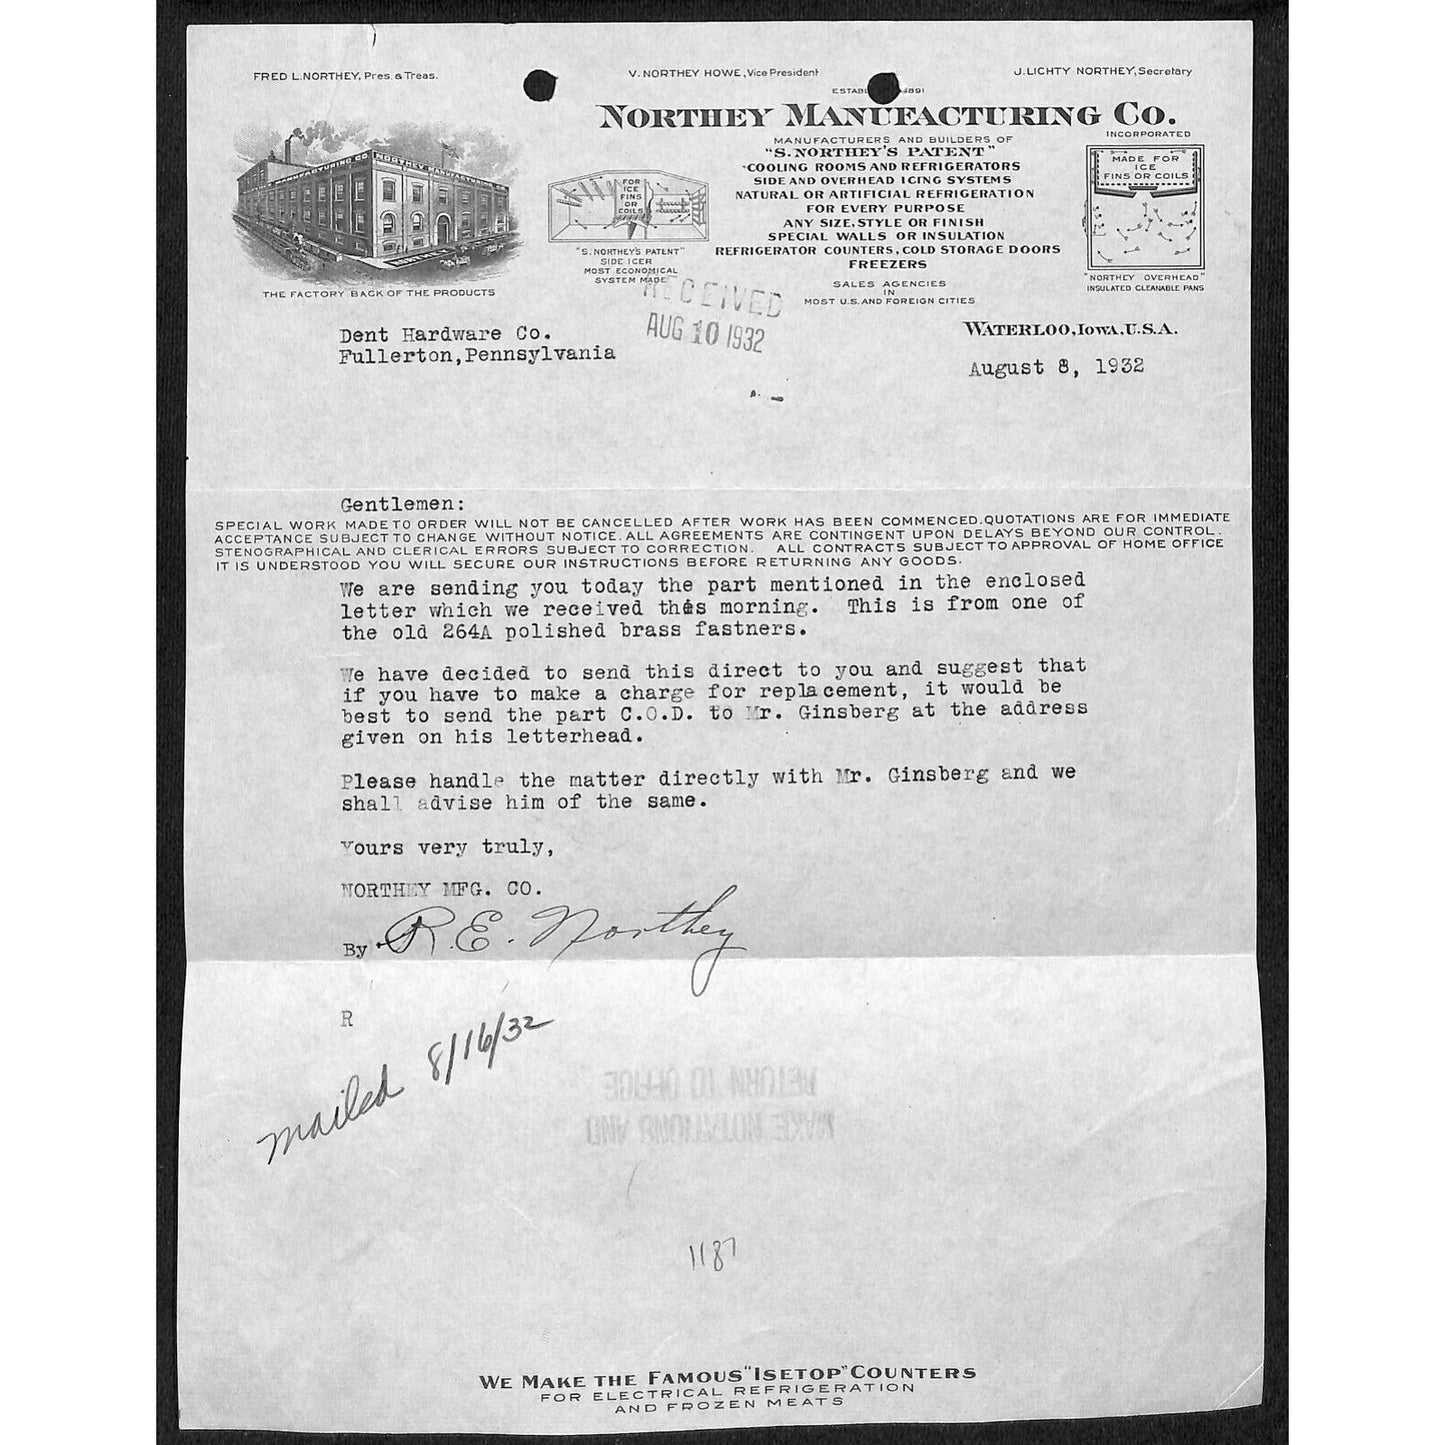 FRED L. NORTHEY, Pres. & Treas.
V. NORTHEY HOWE, Vice President
J. LICHTY NORTHEY, Secretary
1891
NORTHEY MANUFACTURING CO.
INCORPORATED
MANUFACTURERS AND BUILDERS OF
"S. NORTHEY'S PATENT"
COOLING ROOMS AND REFRIGERATORS
SIDE AND OVERHEAD ICING SYSTEMS
NATURAL OR ARTIFICIAL REFRIGERATION
FOR EVERY PURPOSE
ANY SIZE, STYLE OR FINISH
SPECIAL WALLS OR INSULATION
REFRIGERATOR COUNTERS, COLD STORAGE DOORS
FREEZERS
SALES AGENCIES
IN
MOST U.S. AND FOREIGN CITIES
THE FACTORY BACK OF THE PRODUCTS
FOR
ICE
FINS
OR
COILS
"S. NORTHEY'S PATENT"
SIDE ICER
MOST ECONOMICAL
SYSTEM MADE
MADE FOR
ICE
FINS OR COILS
"NORTHEY OVERHEAD"
INSULATED CLEANABLE PANS
RECEIVED
AUG 10 1932
WATERLOO, IOWA, U.S.A.
Dent Hardware Co.
Fullerton, Pennsylvania
August 8, 1932
Gentlemen:
SPECIAL WORK MADE TO ORDER WILL NOT BE CANCELLED AFTER WORK HAS BEEN COMMENCED. QUOTATIONS ARE FOR IMMEDIATE
ACCEPTANCE SUBJECT TO CHANGE WITHOUT NOTICE. ALL AGREEMENTS ARE CONTINGENT UPON DELAYS BEYOND OUR CONTROL.
STENOGRAPHICAL AND CLERICAL ERRORS SUBJECT TO CORRECTION. ALL CONTRACTS SUBJECT TO APPROVAL OF HOME OFFICE
IT IS UNDERSTOOD YOU WILL SECURE OUR INSTRUCTIONS BEFORE RETURNING ANY GOODS.
We are sending you today the part mentioned in the enclosed
letter which we received this morning. This is from one of
the old 264A polished brass fastners.
We have decided to send this direct to you and suggest that
if you have to make a charge for replacement, it would be
best to send the part C.O.D. to Mr. Ginsberg at the address
given on his letterhead.
Please handle the matter directly with Mr. Ginsberg and we
shall advise him of the same.
Yours very truly,
NORTHEY MFG. CO.
By R. E. Northey
R
mailed 8/16/32
RETURN TO OFFICE
MAKE NOTATIONS AND
1187
WE MAKE THE FAMOUS "ISETOP" COUNTERS
FOR ELECTRICAL REFRIGERATION
AND FROZEN MEATS